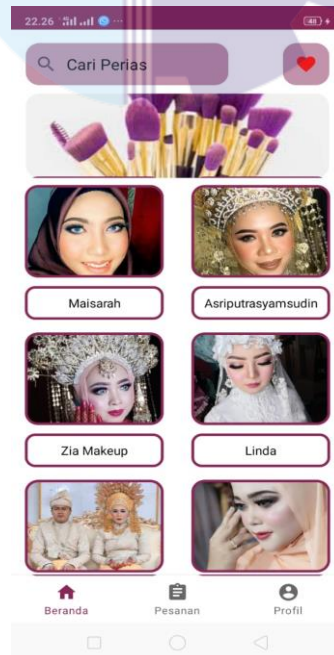 22.26
Cari Perias
Maisarah
Asriputrasyamsudin
Zia Makeup
Linda
Beranda
Pesanan
Profil